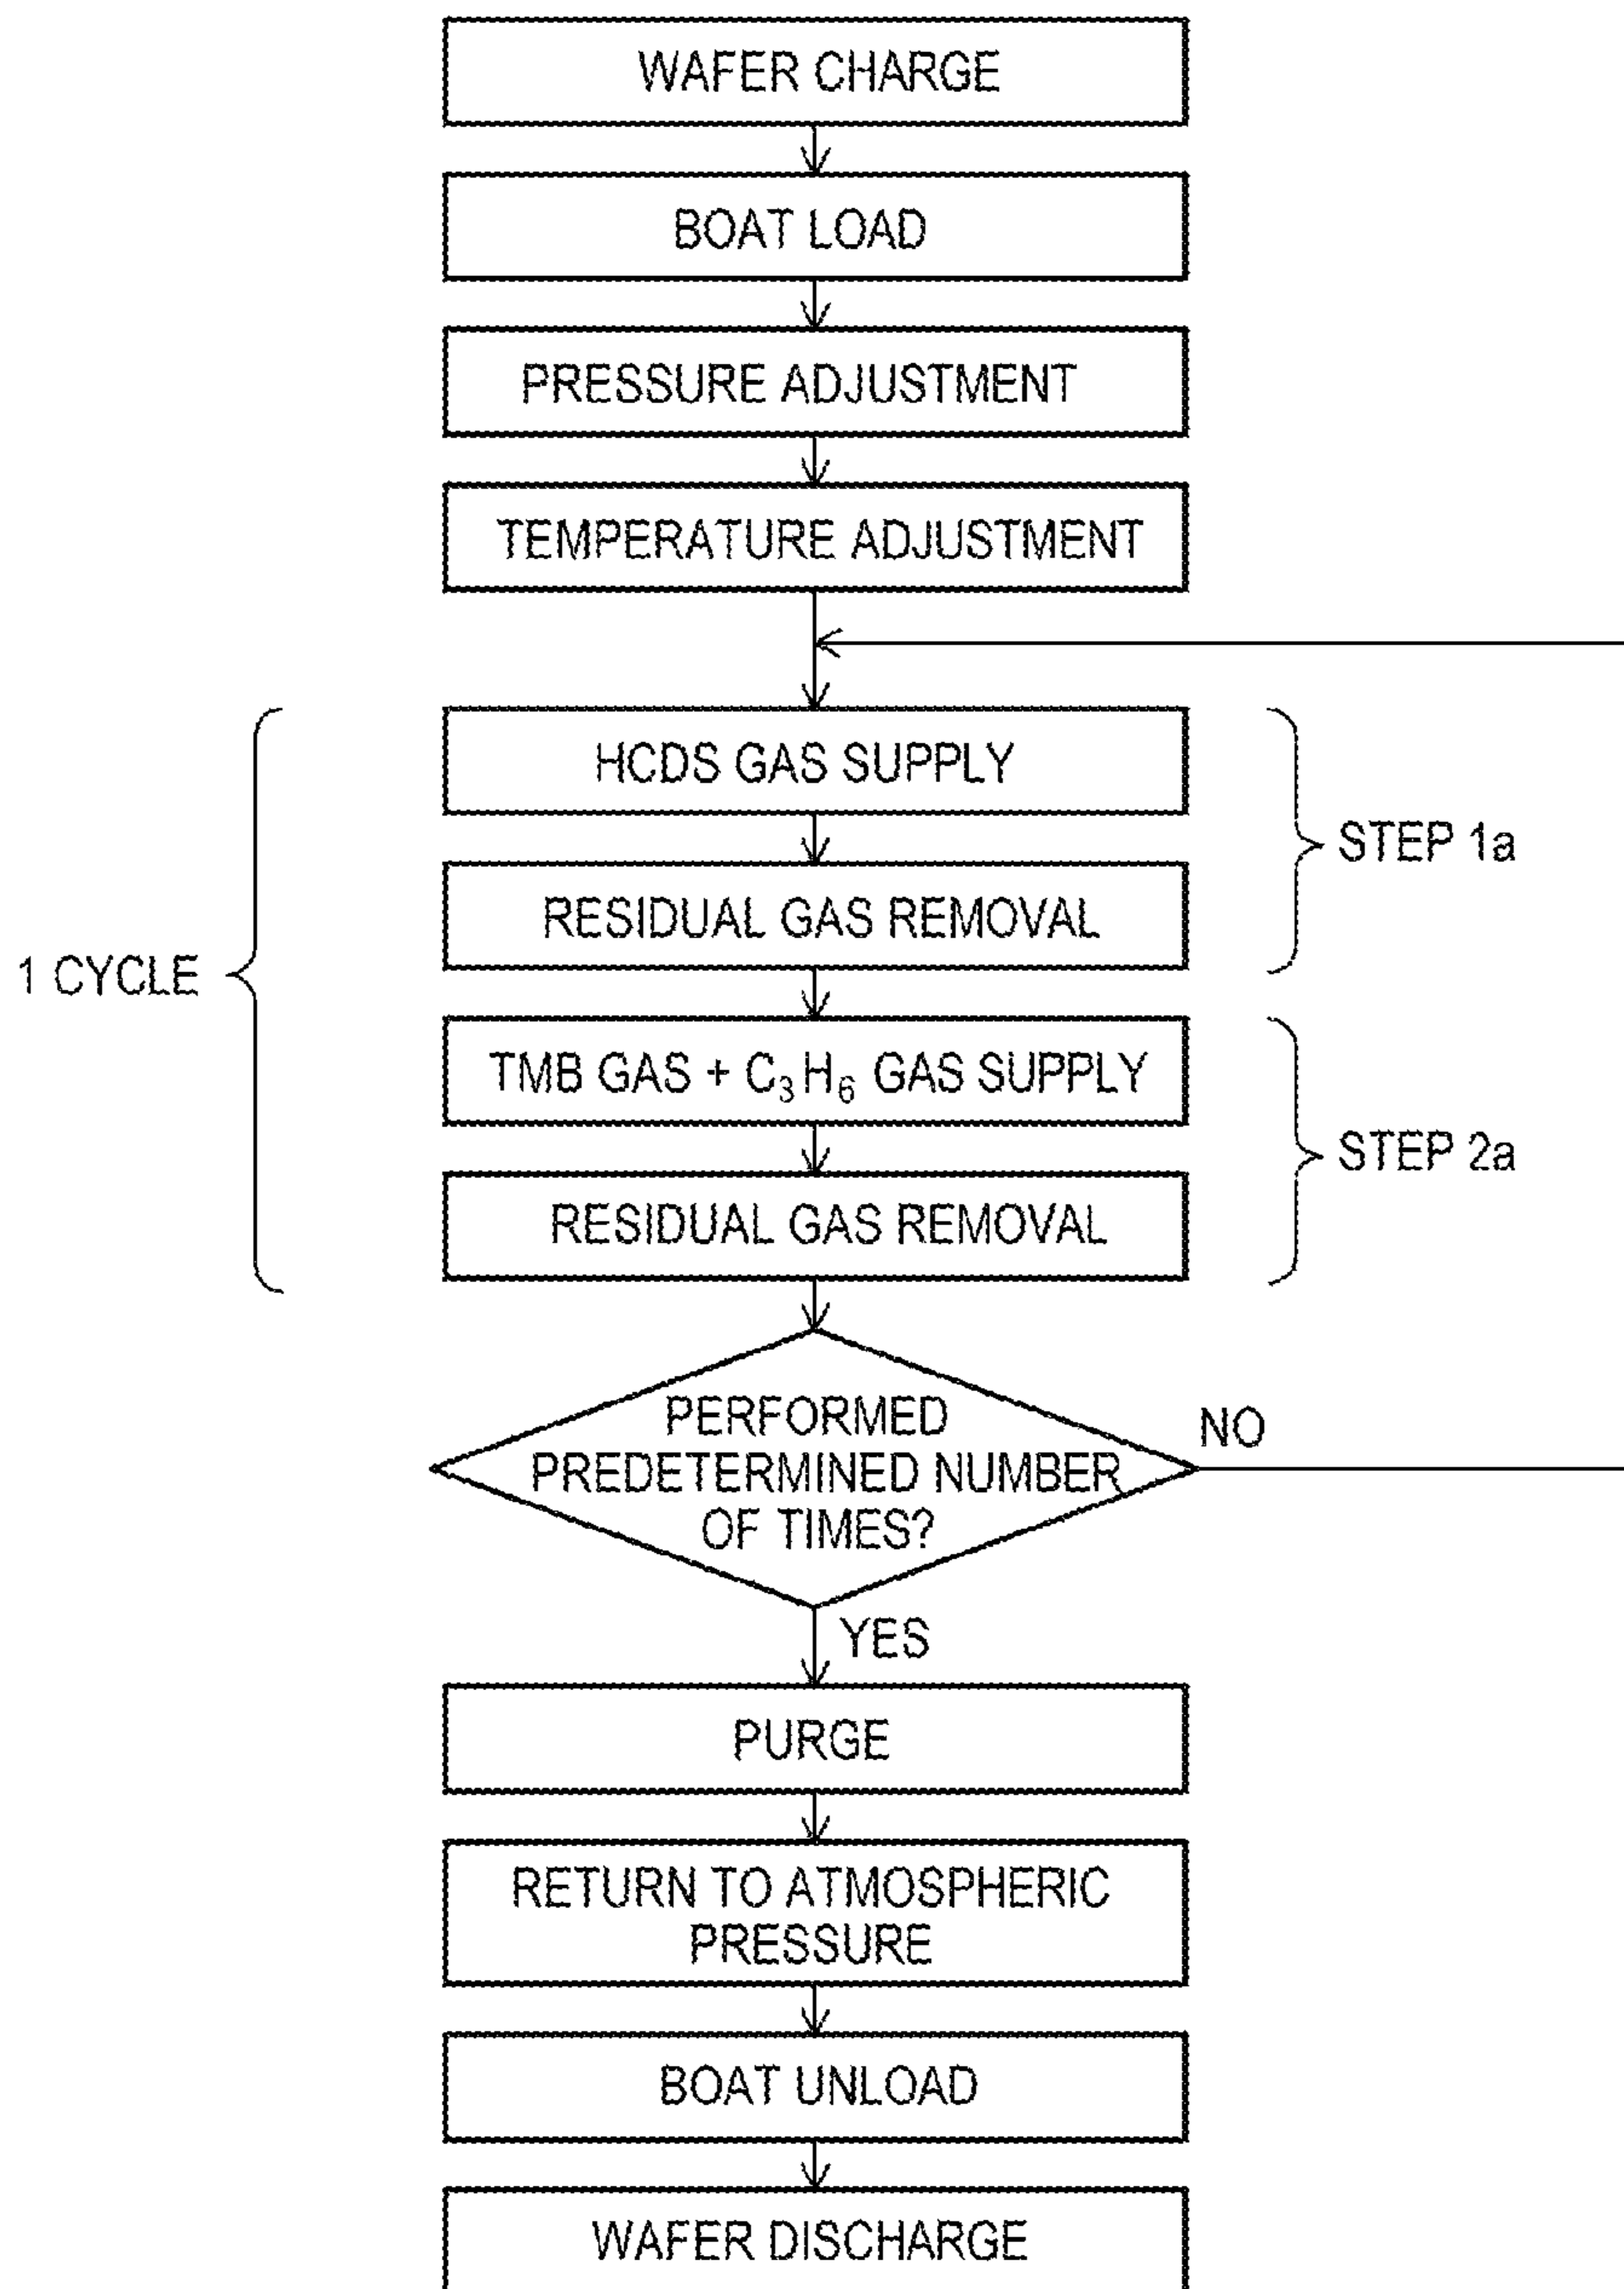 WAFER CHARGE
BOAT LOAD
PRESSURE ADJUSTMENT
TEMPERATURE ADJUSTMENT
HCDS GAS SUPPLY
STEP 1a
RESIDUAL GAS REMOVAL
1 CYCLE
TMB GAS + C₃H₆ GAS SUPPLY
STEP 2a
RESIDUAL GAS REMOVAL
PERFORMED
PREDETERMINED NUMBER
OF TIMES?
NO
YES
PURGE
RETURN TO ATMOSPHERIC
PRESSURE
BOAT UNLOAD
WAFER DISCHARGE